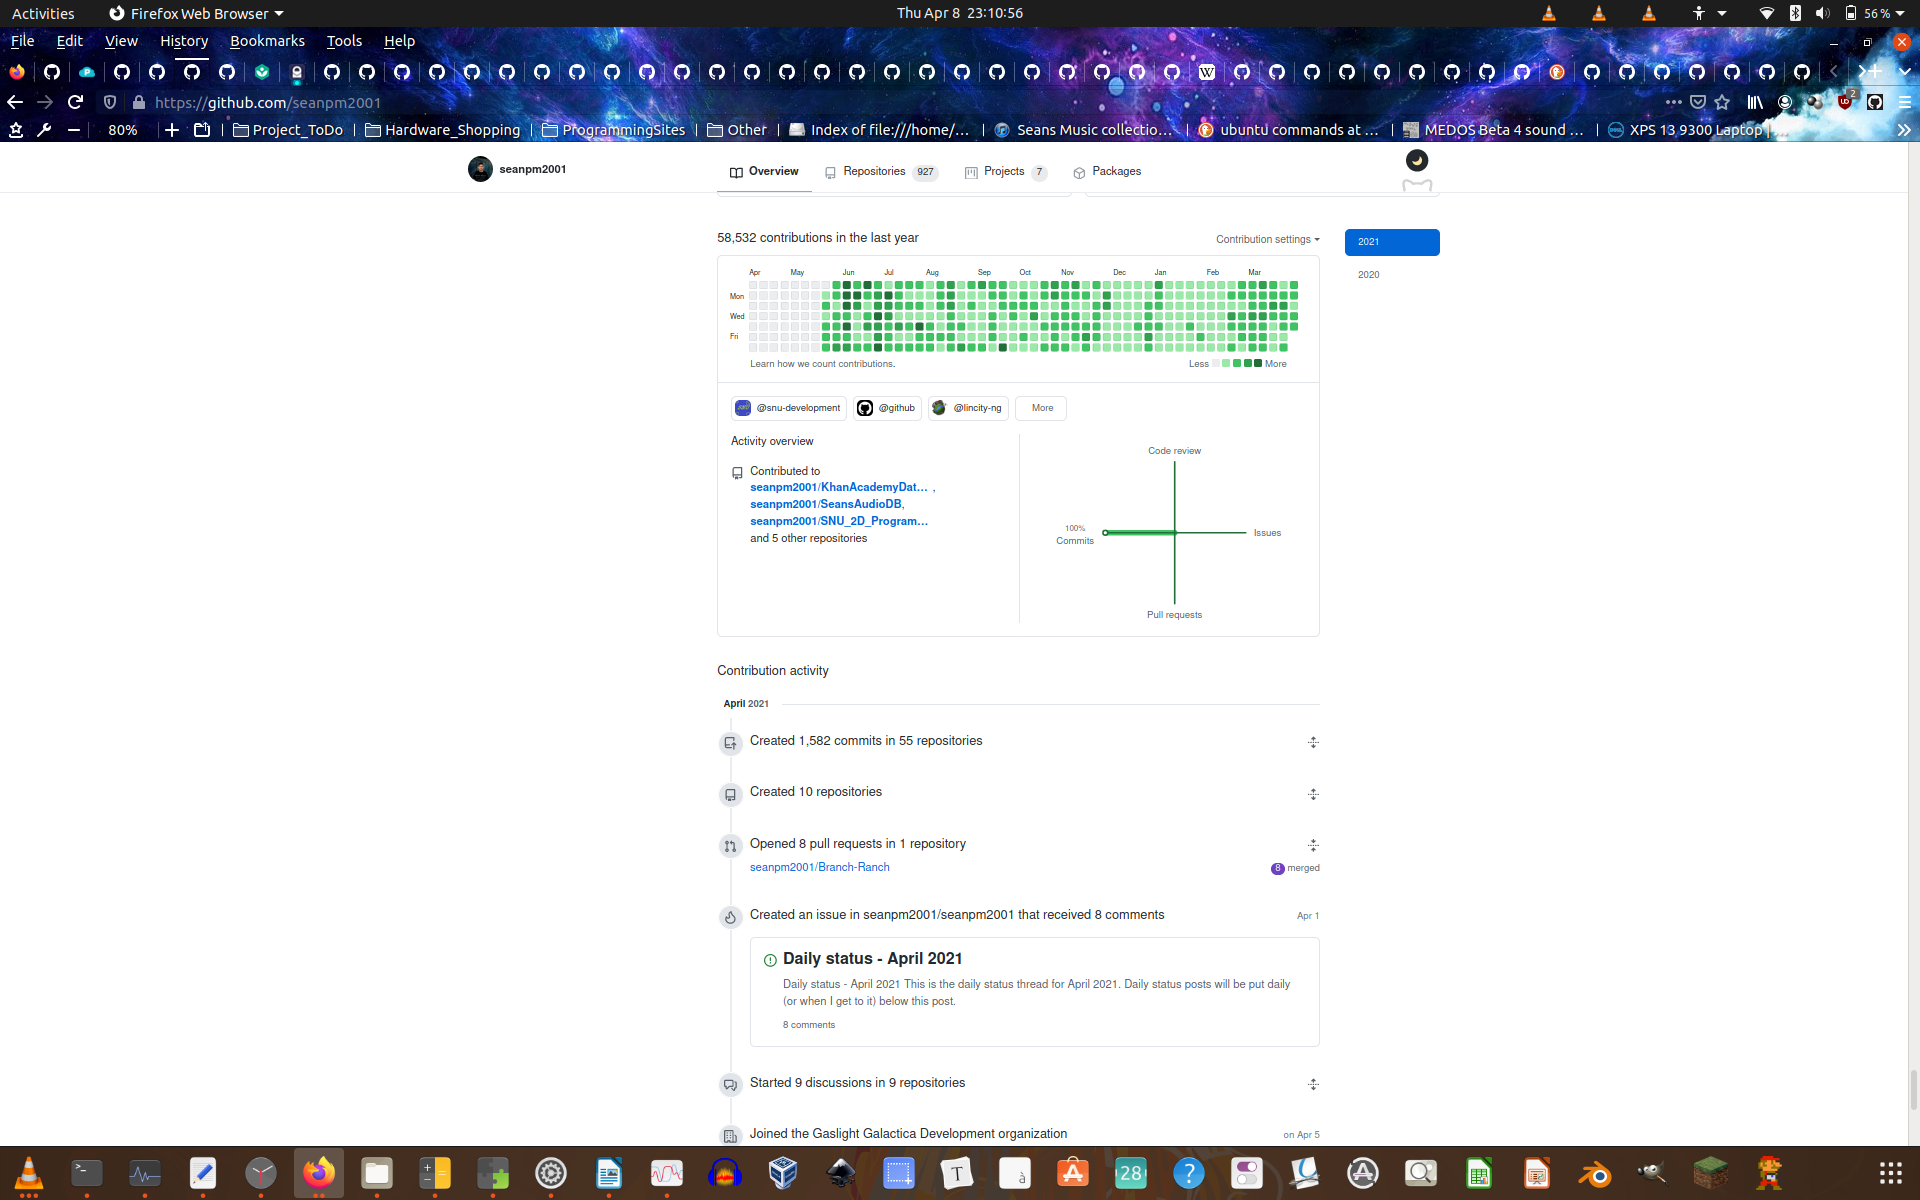 Activities
Firefox Web Browser
Thu Apr 8 23:10:56
56 %
File Edit View History Bookmarks Tools Help
W
https://github.com/seanpm2001
2
80%
Project_ToDo
Hardware_Shopping
ProgrammingSites
Other
Index of file:///home/...
Seans Music collectio...
ubuntu commands at ...
MEDOS Beta 4 sound ...
XPS 13 9300 Laptop | ...
seanpm2001
Overview
Repositories 927
Projects 7
Packages
58,532 contributions in the last year
Contribution settings
2021
2020
Apr May Jun Jul Aug Sep Oct Nov Dec Jan Feb Mar
Mon
Wed
Fri
Learn how we count contributions.
Less More
@snu-development
@github
@lincity-ng
More
Activity overview
Contributed to
seanpm2001/KhanAcademyDat... ,
seanpm2001/SeansAudioDB,
seanpm2001/SNU_2D_Program...
and 5 other repositories
Code review
100%
Commits
Issues
Pull requests
Contribution activity
April 2021
Created 1,582 commits in 55 repositories
Created 10 repositories
Opened 8 pull requests in 1 repository
seanpm2001/Branch-Ranch
8 merged
Created an issue in seanpm2001/seanpm2001 that received 8 comments
Apr 1
Daily status - April 2021
Daily status - April 2021 This is the daily status thread for April 2021. Daily status posts will be put daily
(or when I get to it) below this post.
8 comments
Started 9 discussions in 9 repositories
Joined the Gaslight Galactica Development organization
on Apr 5